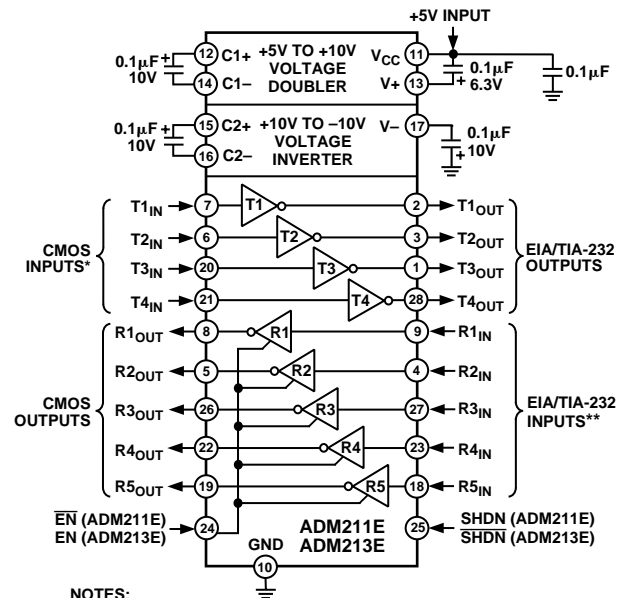 +5V INPUT
0.1µF
10V
+
12
C1+
14
C1–
+5V TO +10V
VOLTAGE
DOUBLER
VCC
11
V+
13
0.1µF
6.3V
+
0.1µF
0.1µF
10V
+
15
C2+
16
C2–
+10V TO –10V
VOLTAGE
INVERTER
V–
17
0.1µF
10V
+
T1IN 7 T1 2 T1OUT
T2IN 6 T2 3 T2OUT
T3IN 20 T3 1 T3OUT
T4IN 21 T4 28 T4OUT
CMOS
INPUTS*
EIA/TIA-232
OUTPUTS
R1OUT 8 R1 9 R1IN
R2OUT 5 R2 4 R2IN
R3OUT 26 R3 27 R3IN
R4OUT 22 R4 23 R4IN
R5OUT 19 R5 18 R5IN
CMOS
OUTPUTS
EIA/TIA-232
INPUTS**
E̅N̅ (ADM211E)
EN (ADM213E)
24
ADM211E
ADM213E
25
SHDN (ADM211E)
S̅H̅D̅N̅ (ADM213E)
GND
10
NOTES: